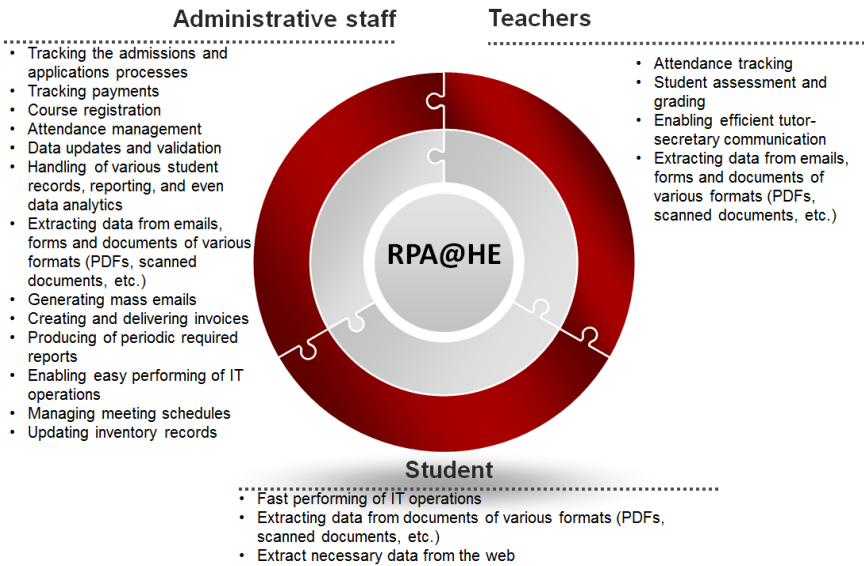 Administrative staff
• Tracking the admissions and
applications processes
• Tracking payments
• Course registration
• Attendance management
• Data updates and validation
• Handling of various student
records, reporting, and even
data analytics
• Extracting data from emails,
forms and documents of various
formats (PDFs, scanned
documents, etc.)
• Generating mass emails
• Creating and delivering invoices
• Producing of periodic required
reports
• Enabling easy performing of IT
operations
• Managing meeting schedules
• Updating inventory records
Teachers
• Attendance tracking
• Student assessment and
grading
• Enabling efficient tutor-
secretary communication
• Extracting data from emails,
forms and documents of
various formats (PDFs,
scanned documents, etc.)
RPA@HE
Student
• Fast performing of IT operations
• Extracting data from documents of various formats (PDFs,
scanned documents, etc.)
• Extract necessary data from the web